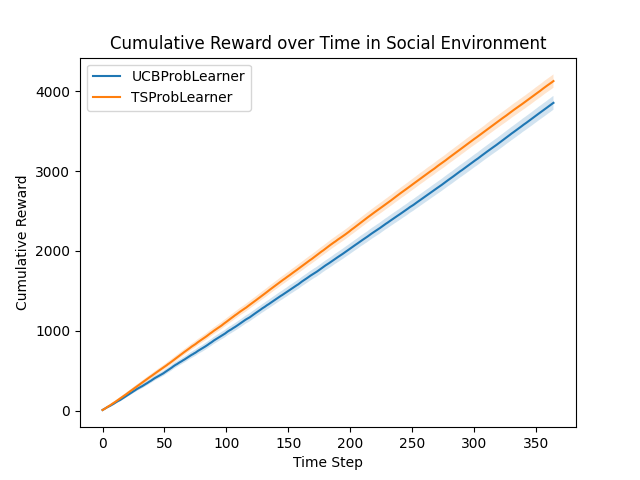 Cumulative Reward over Time in Social Environment
UCBProbLearner
TSProbLearner
4000
3000
2000
1000
0
Cumulative Reward
0 50 100 150 200 250 300 350
Time Step